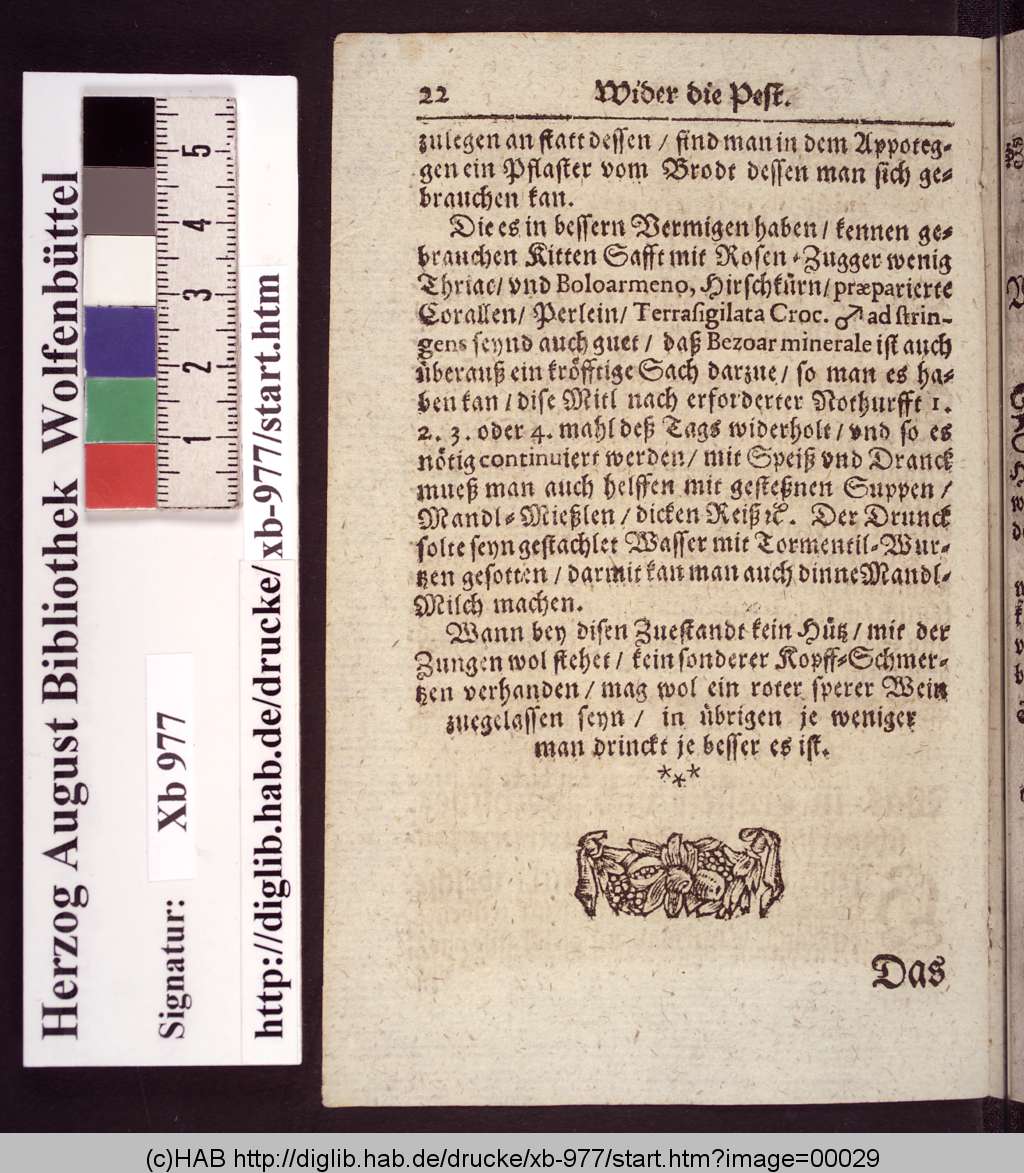 22 Wider die Pest.
zulegen an statt dessen / find man in dem Appoteg-
gen ein Pflaster vom Brodt dessen man sich ge-
brauchen kan.
Die es in bessern Vermigen haben / kennen ge-
brauchen Kitten Safft mit Rosen-Zugger wenig
Thriac / vnd Boloarmeno, Hirschkürn / præparierte
Corallen / Perlein / Terrasigilata Croc. ♂ ad strin-
gens seynd auch guet / daß Bezoar minerale ist auch
überauß ein kröfftige Sach darzue / so man es ha-
ben kan / dise Mitl nach erforderter Nothurfft 1.
2. 3. oder 4. mahl deß Tags widerholt / vnd so es
nötig continuiert werden / mit Speiß vnd Dranck
mueß man auch helffen mit gesteßnen Suppen /
Mandl-Mießlen / dicken Reiß ꝛc. Der Drunck
solte seyn gestachlet Wasser mit Tormentil-Wur-
tzen gesotten / darmit kan man auch dinne Mandl-
Milch machen.
Wann bey disen Zuestandt kein Hütz / mit der
Zungen wol stehet / kein sonderer Kopff-Schmer-
tzen verhanden / mag wol ein roter sperer Wein
zuegelassen seyn / in übrigen je weniger
man drinckt je besser es ist.
***
Das
Herzog August Bibliothek Wolfenbüttel
Signatur: Xb 977
http://diglib.hab.de/drucke/xb-977/start.htm
1 2 3 4 5
(c)HAB http://diglib.hab.de/drucke/xb-977/start.htm?image=00029